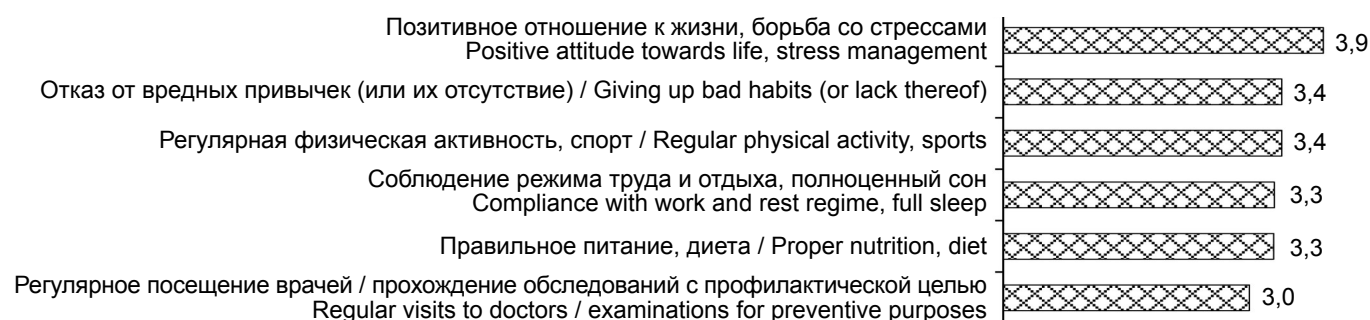 Позитивное отношение к жизни, борьба со стрессами
Positive attitude towards life, stress management
3,9
Отказ от вредных привычек (или их отсутствие) / Giving up bad habits (or lack thereof)
3,4
Регулярная физическая активность, спорт / Regular physical activity, sports
3,4
Соблюдение режима труда и отдыха, полноценный сон
Compliance with work and rest regime, full sleep
3,3
Правильное питание, диета / Proper nutrition, diet
3,3
Регулярное посещение врачей / прохождение обследований с профилактической целью
Regular visits to doctors / examinations for preventive purposes
3,0